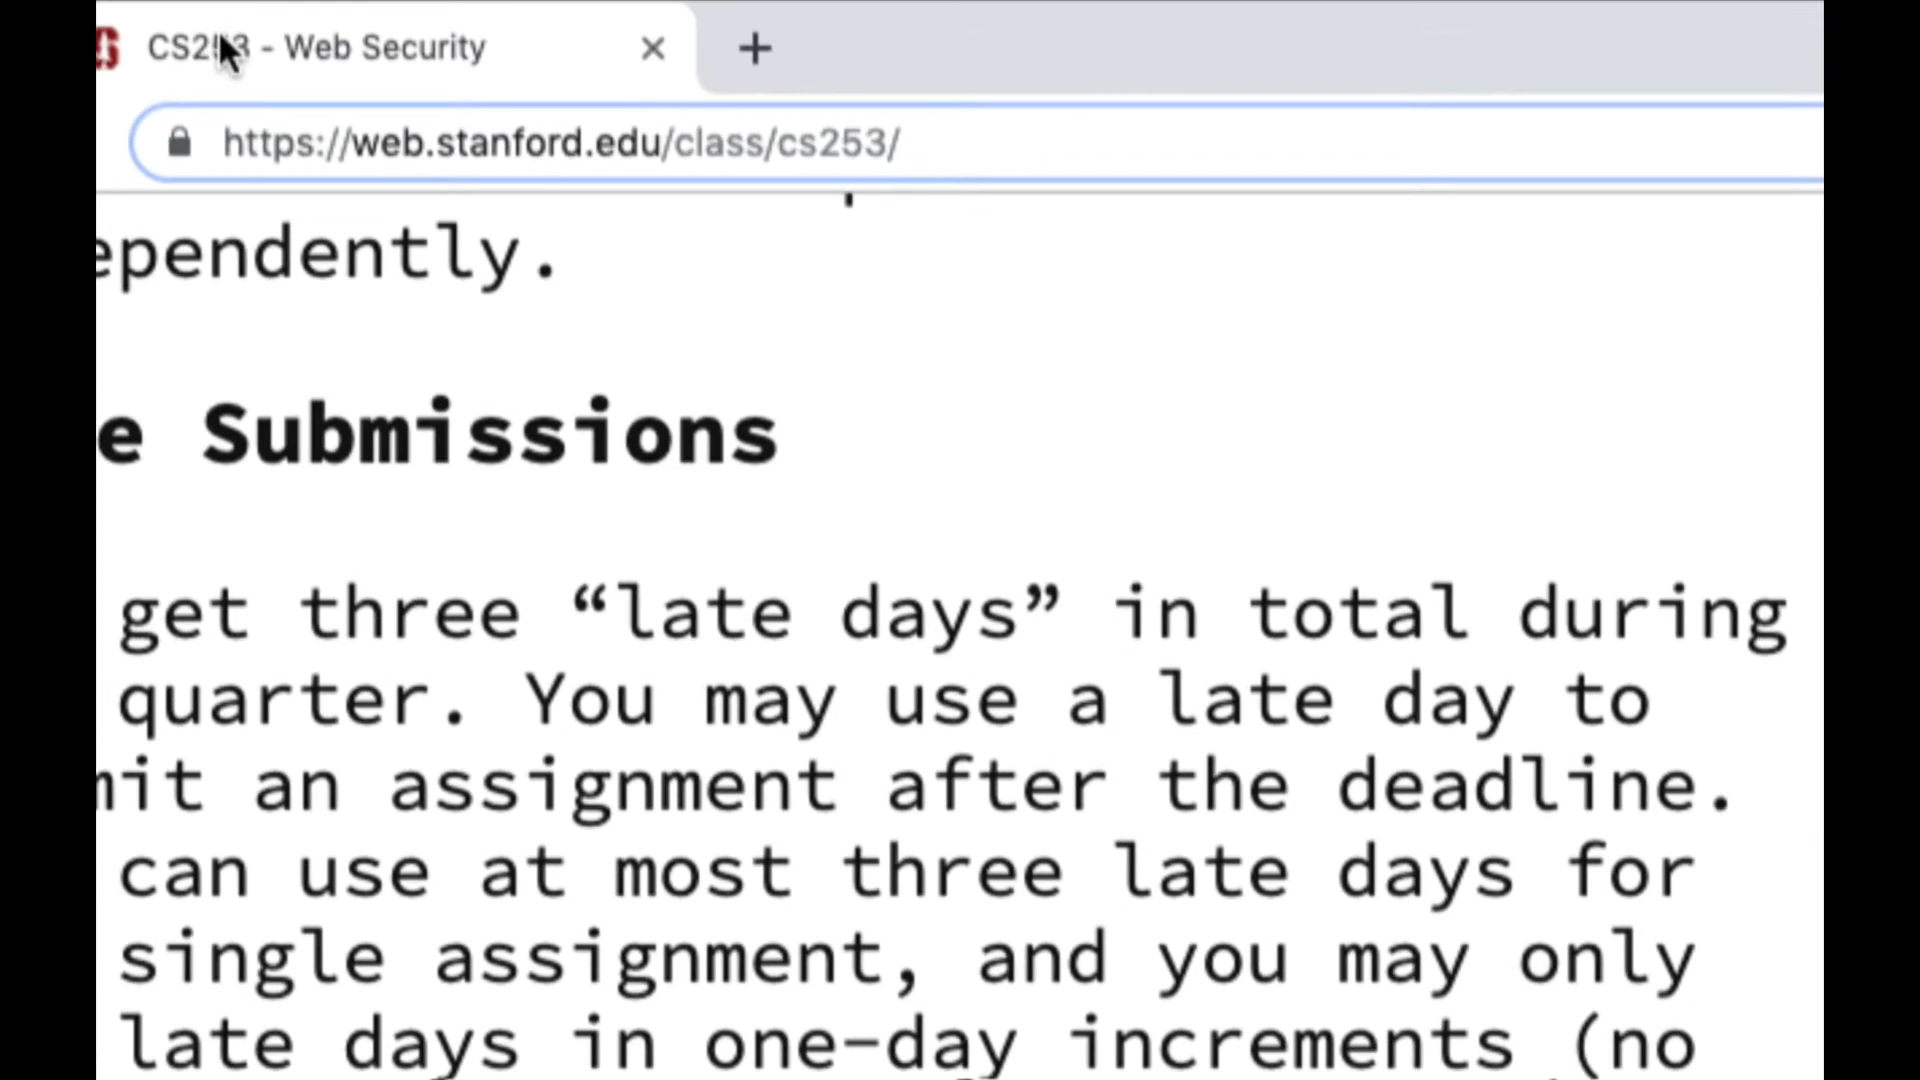 CS253 - Web Security
https://web.stanford.edu/class/cs253/
ependently.
e Submissions
get three “late days” in total during
quarter. You may use a late day to
mit an assignment after the deadline.
can use at most three late days for
single assignment, and you may only
late days in one-day increments (no